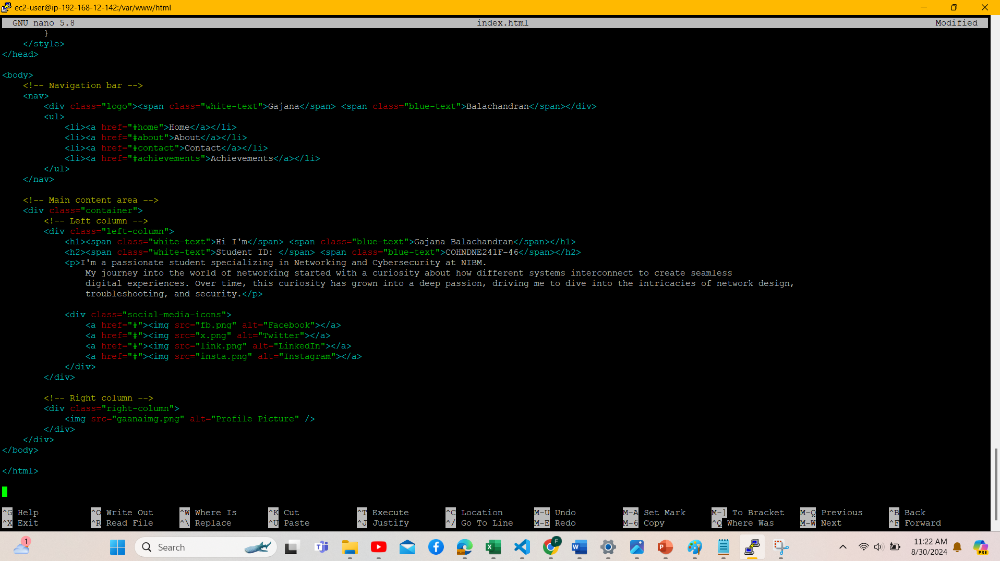 ec2-user@ip-192-168-12-142:/var/www/html
GNU nano 5.8 index.html Modified
        }
    </style>
</head>

<body>
    <!-- Navigation bar -->
    <nav>
        <div class="logo"><span class="white-text">Gajana</span> <span class="blue-text">Balachandran</span></div>
        <ul>
            <li><a href="#home">Home</a></li>
            <li><a href="#about">About</a></li>
            <li><a href="#contact">Contact</a></li>
            <li><a href="#achievements">Achievements</a></li>
        </ul>
    </nav>

    <!-- Main content area -->
    <div class="container">
        <!-- Left column -->
        <div class="left-column">
            <h1><span class="white-text">Hi I'm</span> <span class="blue-text">Gajana Balachandran</span></h1>
            <h2><span class="white-text">Student ID: </span> <span class="blue-text">COHNDNE241F-46</span></h2>
            <p>I'm a passionate student specializing in Networking and Cybersecurity at NIBM.
                My journey into the world of networking started with a curiosity about how different systems interconnect to create seamless
                digital experiences. Over time, this curiosity has grown into a deep passion, driving me to dive into the intricacies of network design,
                troubleshooting, and security.</p>

            <div class="social-media-icons">
                <a href="#"><img src="fb.png" alt="Facebook"></a>
                <a href="#"><img src="x.png" alt="Twitter"></a>
                <a href="#"><img src="link.png" alt="LinkedIn"></a>
                <a href="#"><img src="insta.png" alt="Instagram"></a>
            </div>
        </div>

        <!-- Right column -->
        <div class="right-column">
            <img src="gaanaimg.png" alt="Profile Picture" />
        </div>
    </div>
</body>

</html>

^G Help ^O Write Out ^W Where Is ^K Cut ^T Execute ^C Location M-U Undo M-A Set Mark M-] To Bracket M-Q Previous ^B Back
^X Exit ^R Read File ^\ Replace ^U Paste ^J Justify ^/ Go To Line M-E Redo M-6 Copy ^Q Where Was M-W Next ^F Forward
1 Search F 11:22 AM
8/30/2024 PRE